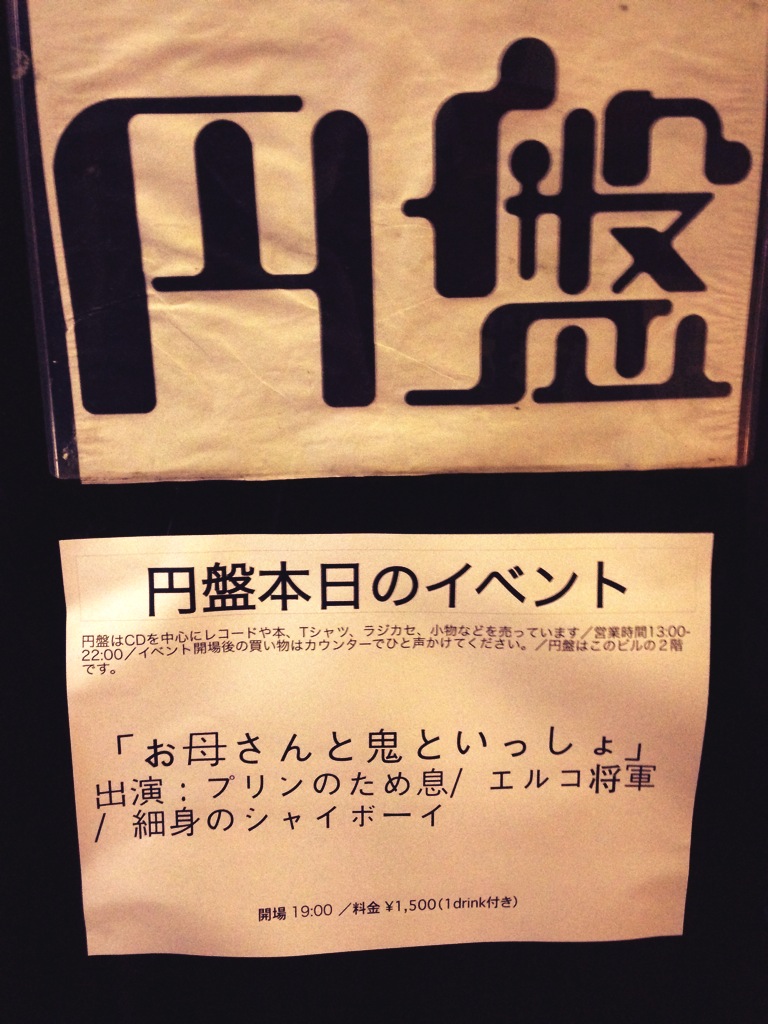 円盤
円盤本日のイベント
円盤はCDを中心にレコードや本、Tシャツ、ラジカセ、小物などを売っています／営業時間13:00-
22:00／イベント開場後の買い物はカウンターでひと声かけてください。／円盤はこのビルの２階
です。
「お母さんと鬼といっしょ」
出演：プリンのため息/ エルコ将軍
/ 細身のシャイボーイ
開場 19:00 ／料金 ¥1,500(1drink付き)